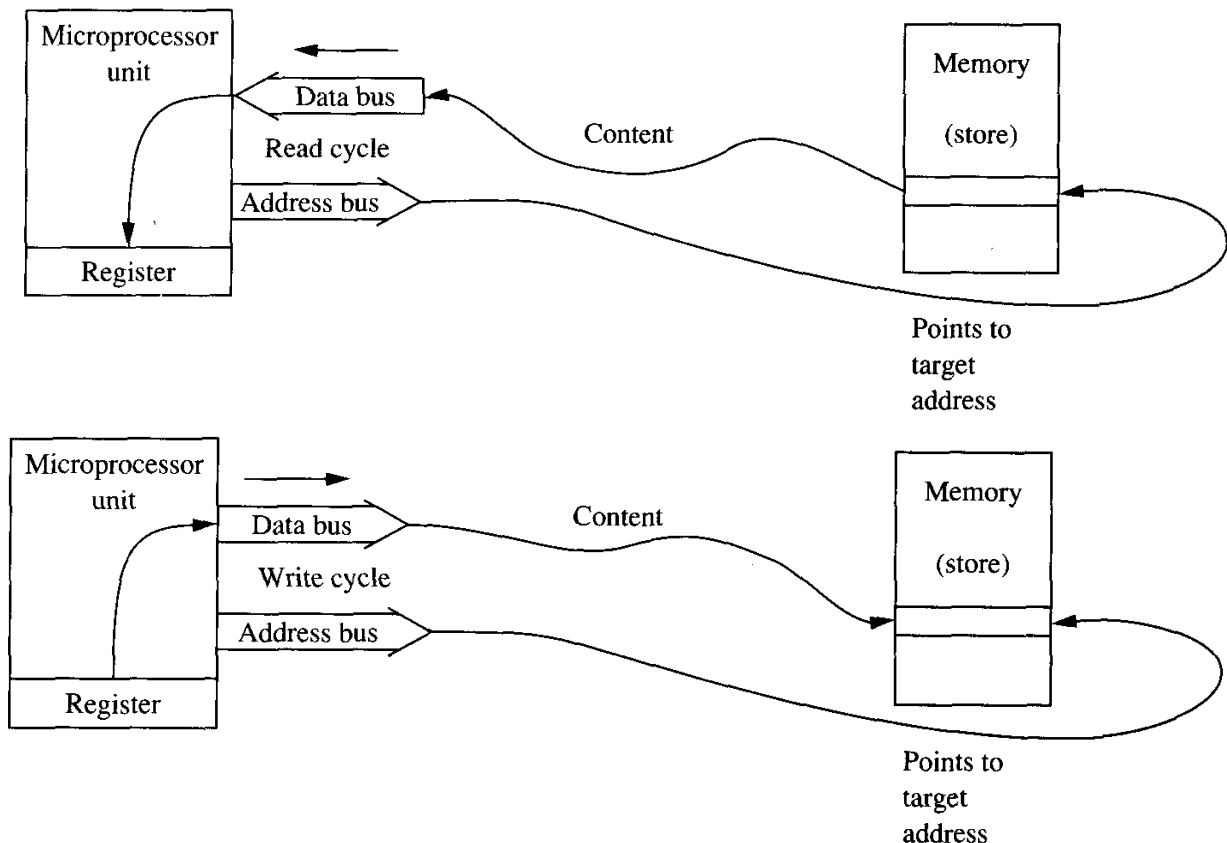 Microprocessor
unit
Data bus
Read cycle
Address bus
Register
Content
Memory
(store)
Points to
target
address
Microprocessor
unit
Data bus
Write cycle
Address bus
Register
Content
Memory
(store)
Points to
target
address